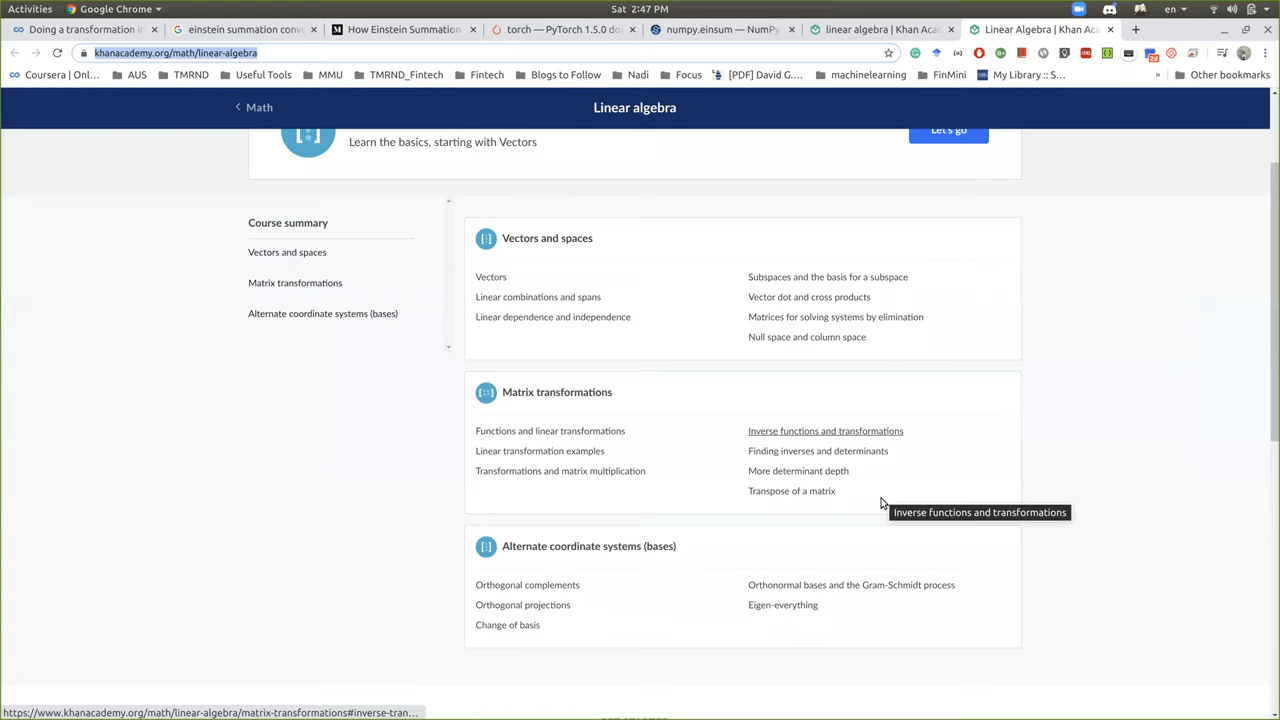 Activities Google Chrome Sat 2:47 PM en
Doing a transformation in × einstein summation conve × How Einstein Summation × torch — PyTorch 1.5.0 do × numpy.einsum — NumPy × linear algebra | Khan Aca × Linear Algebra | Khan Aca ×
khanacademy.org/math/linear-algebra
Coursera | Onl... AUS TMRND Useful Tools MMU TMRND_Fintech Fintech Blogs to Follow Nadi Focus [PDF] David G.... machinelearning FinMini My Library :: S... » Other bookmarks
Math
Linear algebra
Let's go
Learn the basics, starting with Vectors
Course summary
Vectors and spaces
Matrix transformations
Alternate coordinate systems (bases)
Vectors and spaces
Vectors
Linear combinations and spans
Linear dependence and independence
Subspaces and the basis for a subspace
Vector dot and cross products
Matrices for solving systems by elimination
Null space and column space
Matrix transformations
Functions and linear transformations
Linear transformation examples
Transformations and matrix multiplication
Inverse functions and transformations
Finding inverses and determinants
More determinant depth
Transpose of a matrix
Inverse functions and transformations
Alternate coordinate systems (bases)
Orthogonal complements
Orthogonal projections
Change of basis
Orthonormal bases and the Gram-Schmidt process
Eigen-everything
https://www.khanacademy.org/math/linear-algebra/matrix-transformations#inverse-tran...